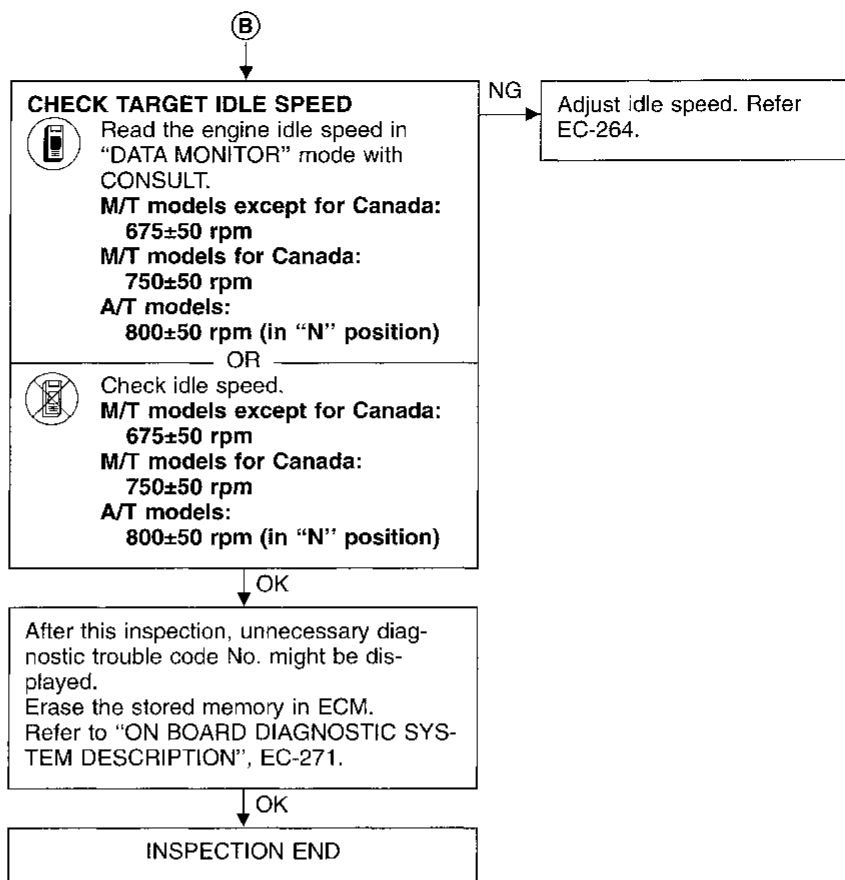 B
CHECK TARGET IDLE SPEED
Read the engine idle speed in
"DATA MONITOR" mode with
CONSULT.
M/T models except for Canada:
675±50 rpm
M/T models for Canada:
750±50 rpm
A/T models:
800±50 rpm (in "N" position)
NG
Adjust idle speed. Refer
EC-264.
OR
Check idle speed.
M/T models except for Canada:
675±50 rpm
M/T models for Canada:
750±50 rpm
A/T models:
800±50 rpm (in "N" position)
OK
After this inspection, unnecessary diag-
nostic trouble code No. might be dis-
played.
Erase the stored memory in ECM.
Refer to "ON BOARD DIAGNOSTIC SYS-
TEM DESCRIPTION", EC-271.
OK
INSPECTION END